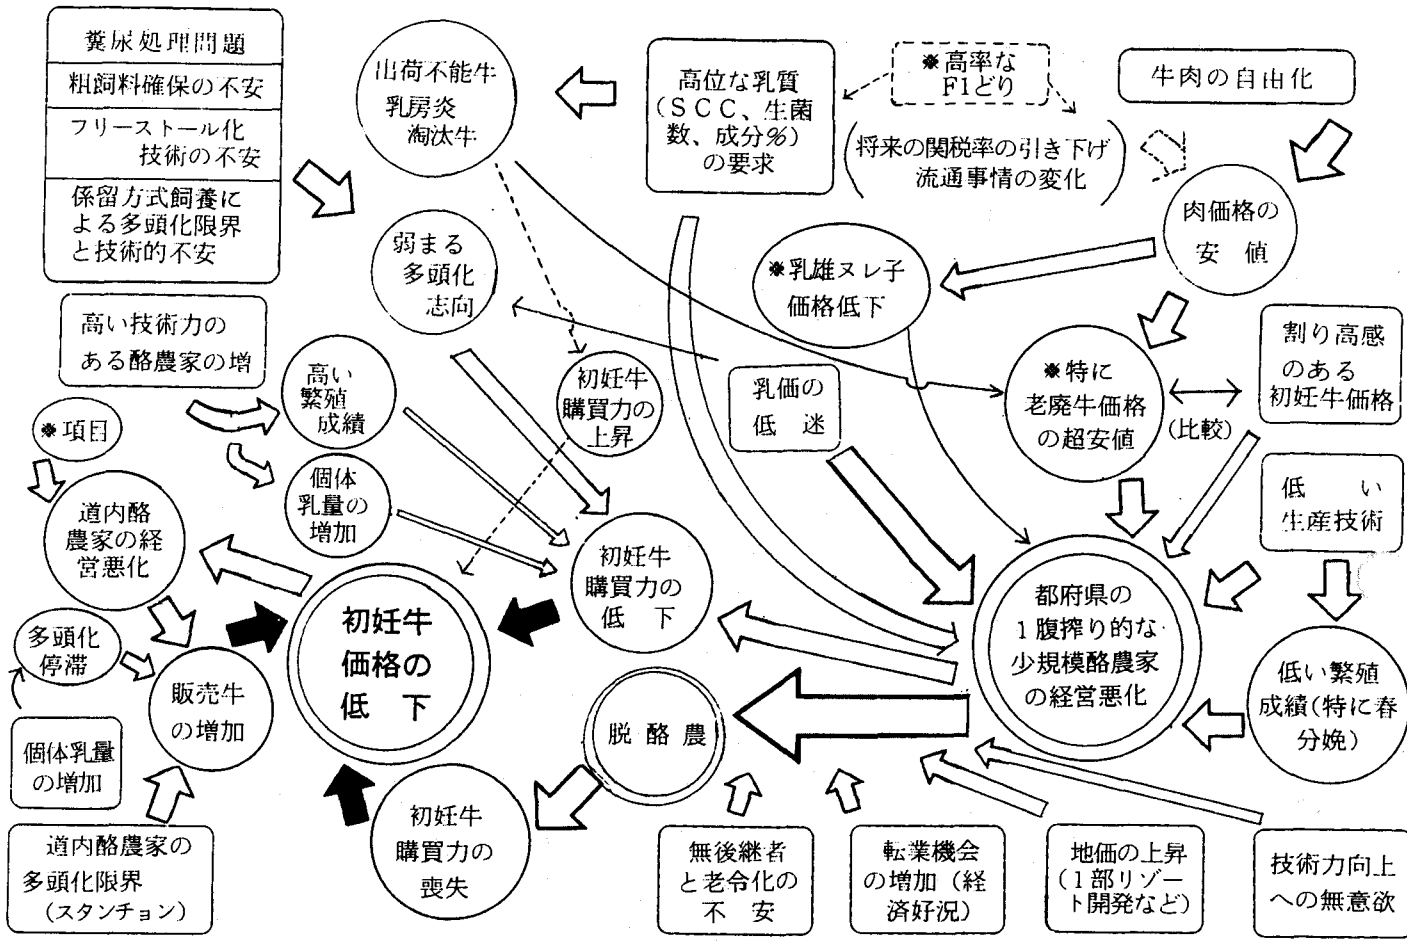 糞尿処理問題
粗飼料確保の不安
フリーストール化
技術の不安
係留方式飼養に
よる多頭化限界
と技術的不安
出荷不能牛
乳房炎
淘汰牛
高位な乳質
(SCC、生菌
数、成分%)
の要求
※高率な
F1どり
牛肉の自由化
(将来の関税率の引き下げ
流通事情の変化)
肉価格の
安値
弱まる
多頭化
志向
※乳雄ヌレ子
価格低下
高い技術力の
ある酪農家の増
高い
繁殖
成績
初妊牛
購買力の
上昇
乳価の
低迷
※特に
老廃牛価格
の超安値
(比較)
割り高感
のある
初妊牛価格
※項目
個体
乳量の
増加
低い
生産技術
道内酪
農家の経
営悪化
初妊牛
購買力の
低下
初妊牛
価格の
低下
都府県の
1腹搾り的な
少規模酪農家
の経営悪化
多頭化
停滞
販売牛
の増加
脱酪農
低い繁殖
成績(特に春
分娩)
個体乳量
の増加
道内酪農家の
多頭化限界
(スタンチョン)
初妊牛
購買力の
喪失
無後継者
と老令化の
不安
転業機会
の増加(経
済好況)
地価の上昇
(1部リゾー
ト開発など)
技術力向上
への無意欲